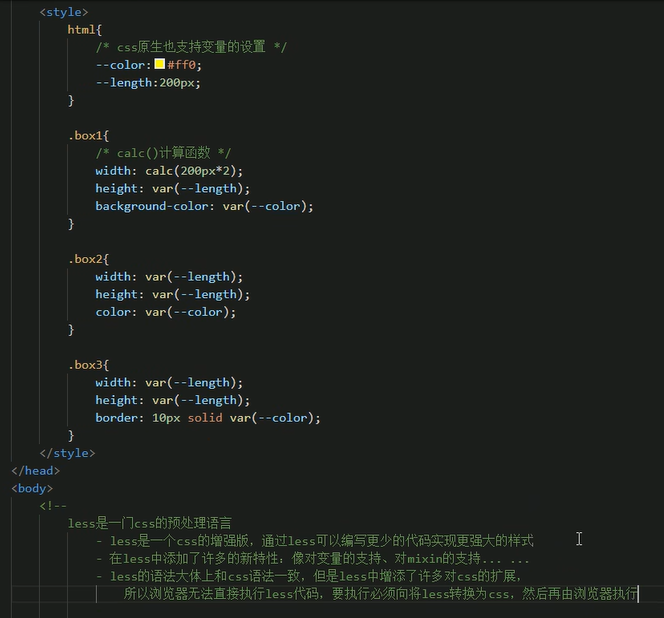 <style>
html{
/* css原生也支持变量的设置 */
--color:#ff0;
--length:200px;
}
.box1{
/* calc()计算函数 */
width: calc(200px*2);
height: var(--length);
background-color: var(--color);
}
.box2{
width: var(--length);
height: var(--length);
color: var(--color);
}
.box3{
width: var(--length);
height: var(--length);
border: 10px solid var(--color);
}
</style>
</head>
<body>
<!--
less是一门css的预处理语言
- less是一个css的增强版，通过less可以编写更少的代码实现更强大的样式
- 在less中添加了许多的新特性：像对变量的支持、对mixin的支持... ...
- less的语法大体上和css语法一致，但是less中增添了许多对css的扩展，
所以浏览器无法直接执行less代码，要执行必须向将less转换为css，然后再由浏览器执行